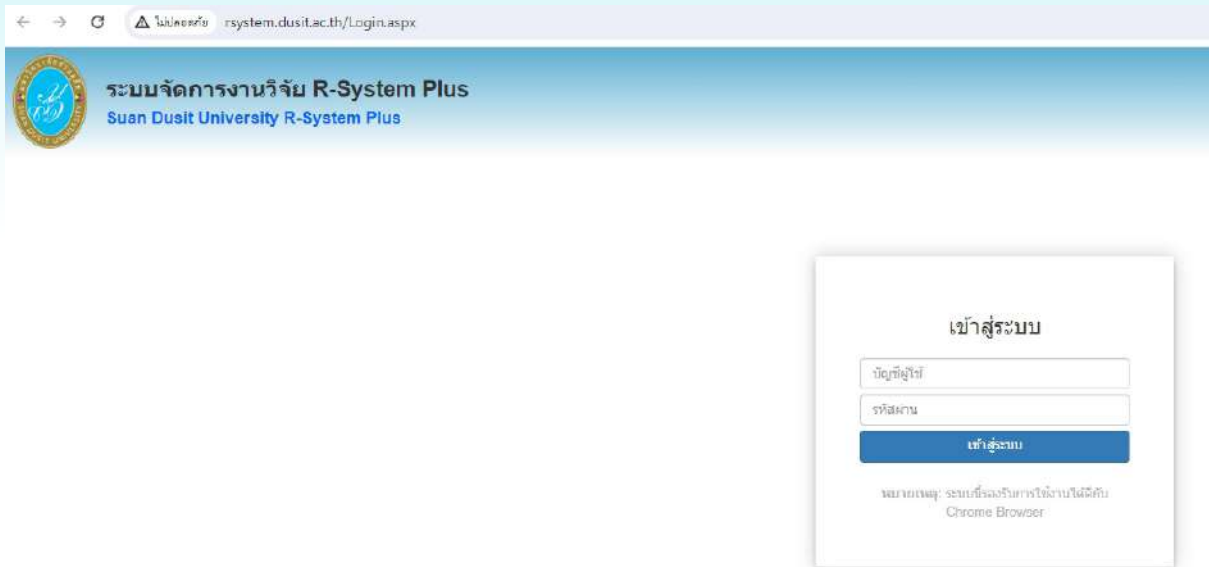 ไม่ปลอดภัย rsystem.dusit.ac.th/Login.aspx
ระบบจัดการงานวิจัย R-System Plus
Suan Dusit University R-System Plus
SUAN DUSIT UNIVERSITY
เข้าสู่ระบบ
บัญชีผู้ใช้
รหัสผ่าน
เข้าสู่ระบบ
หมายเหตุ: ระบบนี้รองรับการใช้งานได้ดีกับ
Chrome Browser